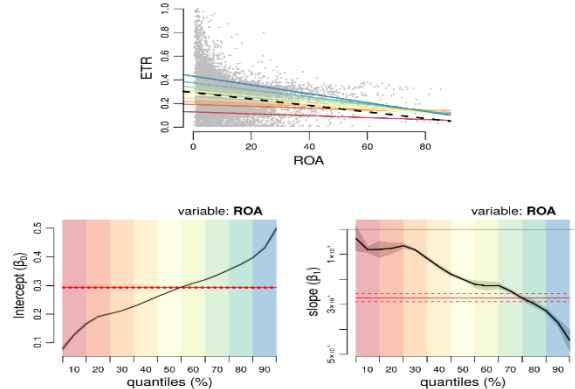 1.0
0.8
0.6
0.4
0.2
0.0
ETR
0 20 40 60 80
ROA
variable: ROA
0.5
0.4
0.3
0.2
0.1
Intercept (β₀)
10 20 30 40 50 60 70 80 90
quantiles (%)
variable: ROA
slope (β₁)
10 20 30 40 50 60 70 80 90
quantiles (%)